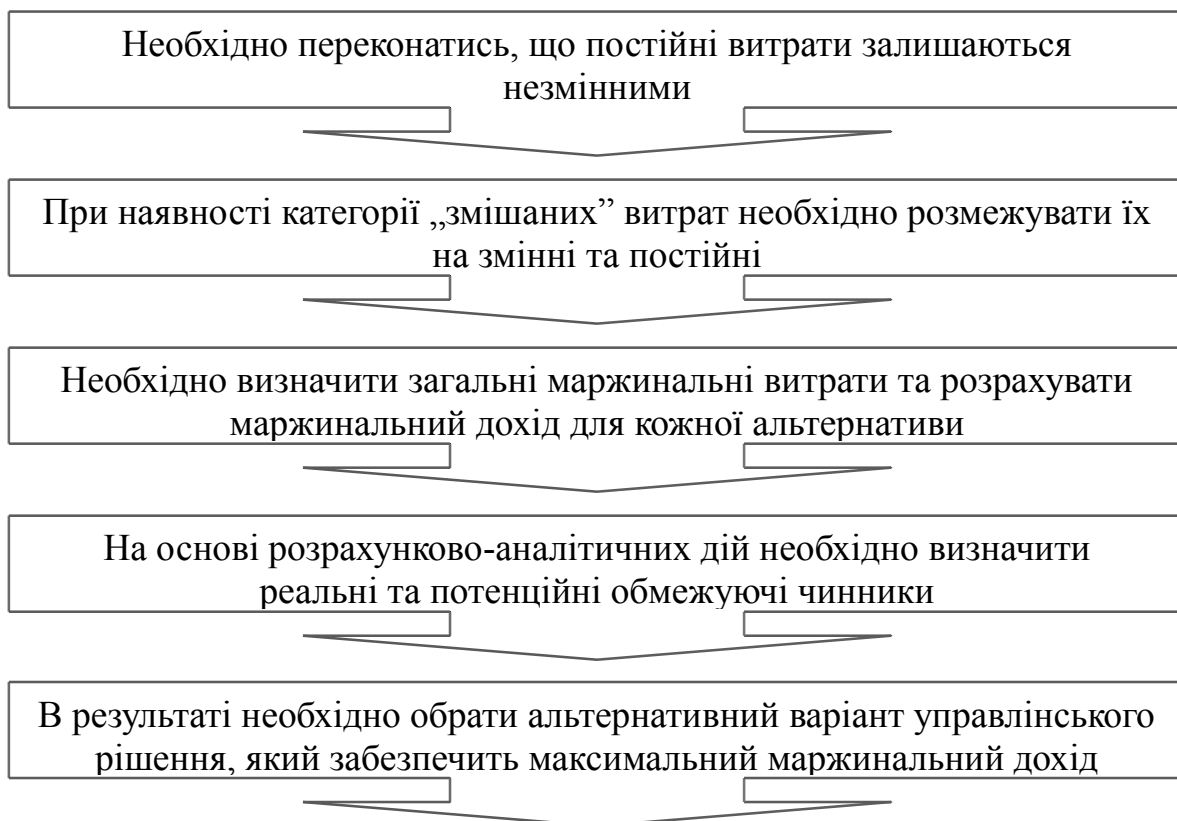 Необхідно переконатись, що постійні витрати залишаються
незмінними
При наявності категорії „змішаних” витрат необхідно розмежувати їх
на змінні та постійні
Необхідно визначити загальні маржинальні витрати та розрахувати
маржинальний дохід для кожної альтернативи
На основі розрахунково-аналітичних дій необхідно визначити
реальні та потенційні обмежуючі чинники
В результаті необхідно обрати альтернативний варіант управлінського
рішення, який забезпечить максимальний маржинальний дохід